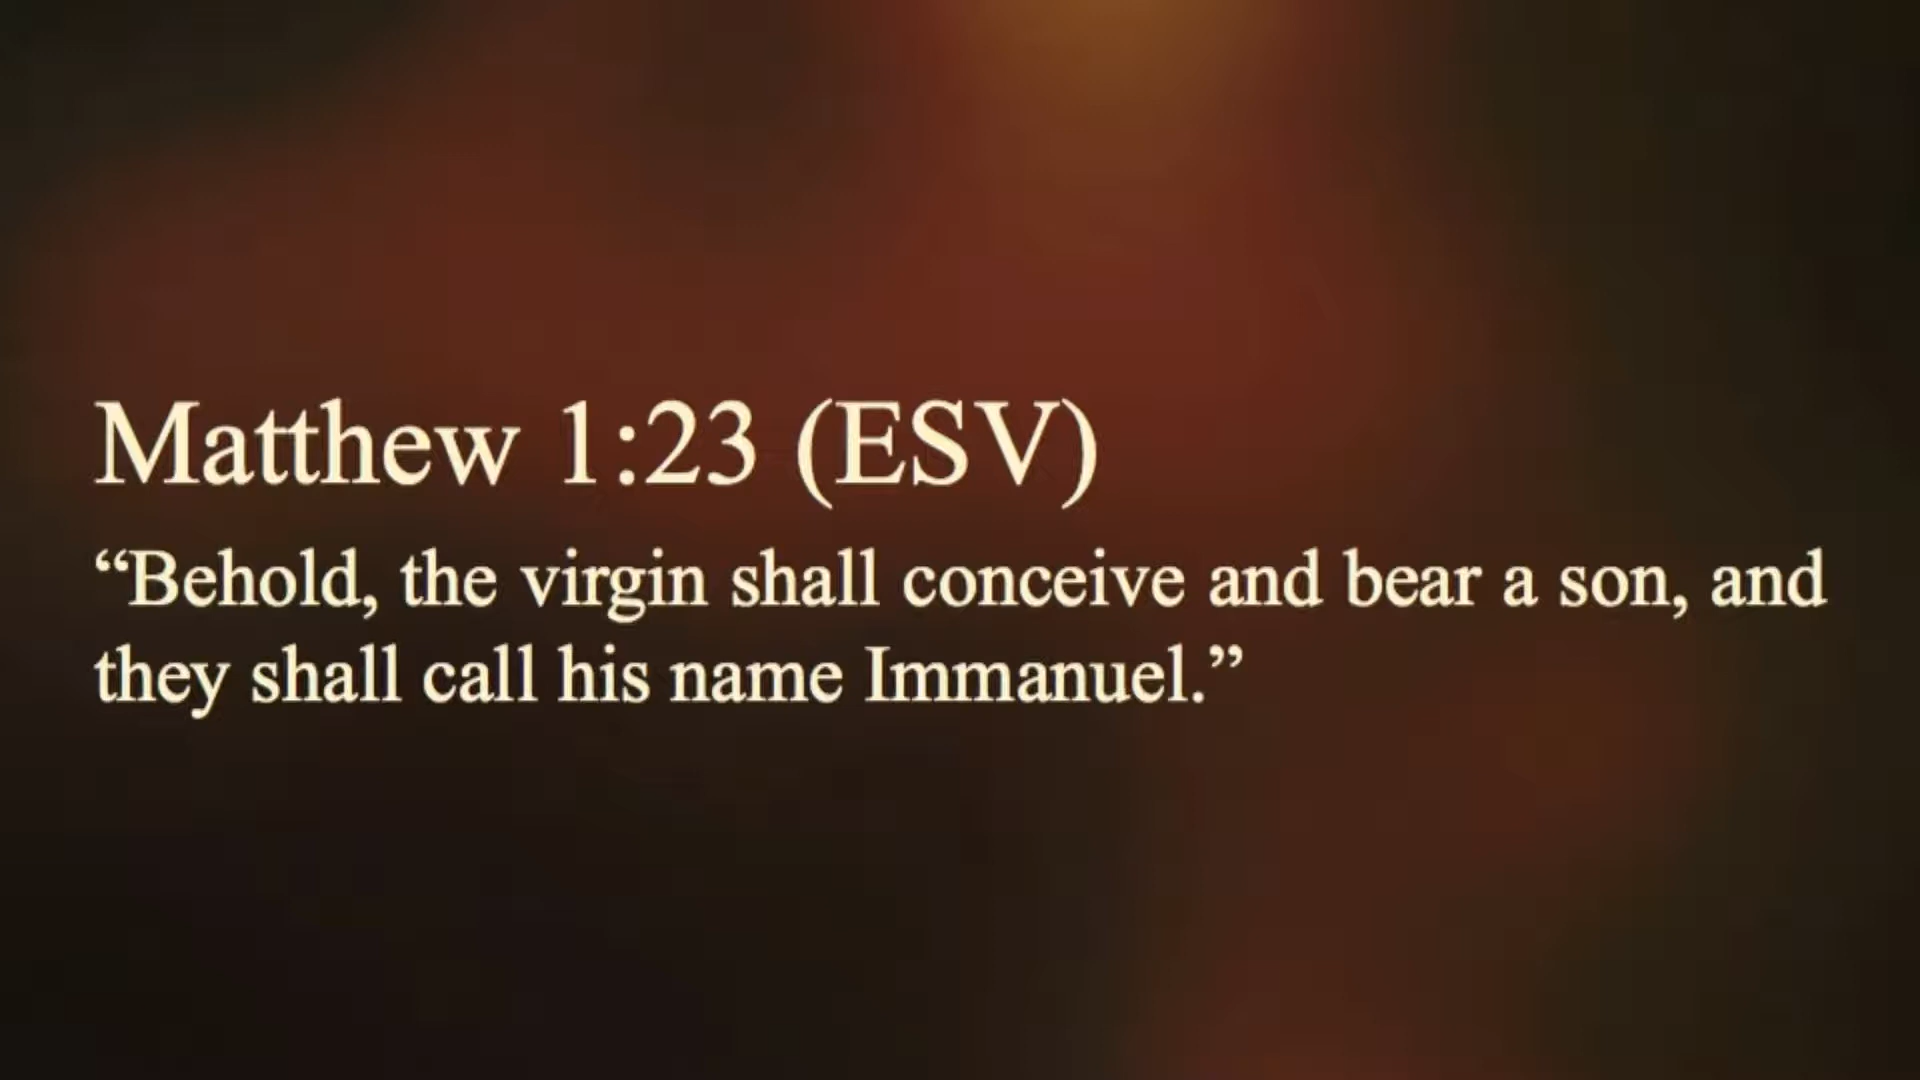 Matthew 1:23 (ESV)
“Behold, the virgin shall conceive and bear a son, and
they shall call his name Immanuel.”